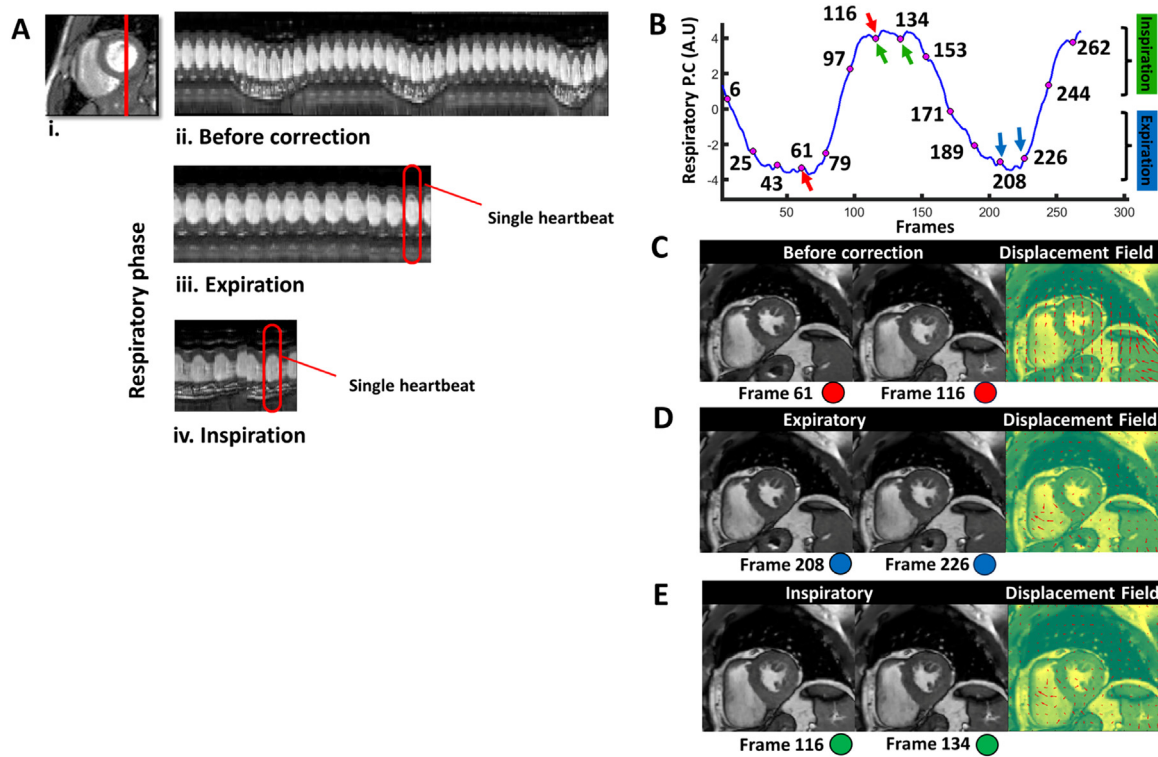 A
i.
ii. Before correction
Respiratory phase
Single heartbeat
iii. Expiration
Single heartbeat
iv. Inspiration
B
Respiratory P.C (A.U)
4
2
0
-2
-4
50
100
150
200
250
300
Frames
6
25
43
61
79
97
116
134
153
171
189
208
226
244
262
Inspiration
Expiration
C
Before correction
Displacement Field
Frame 61
Frame 116
D
Expiratory
Displacement Field
Frame 208
Frame 226
E
Inspiratory
Displacement Field
Frame 116
Frame 134